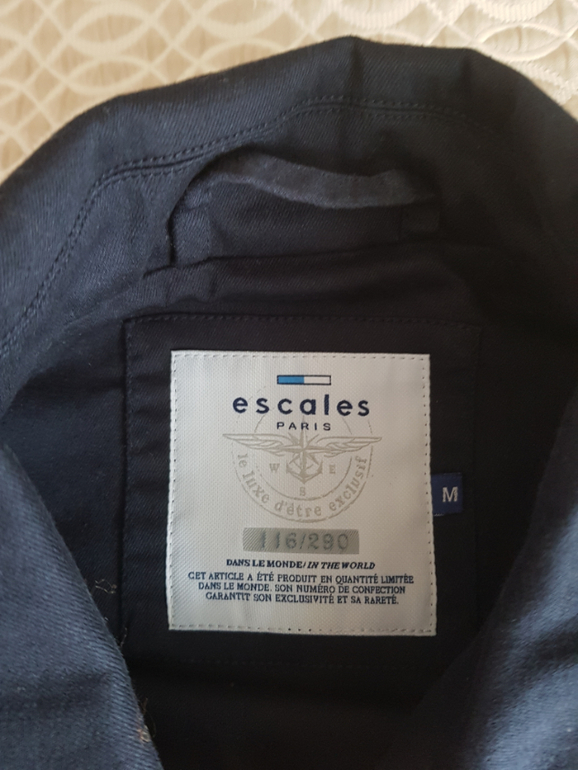 escales
PARIS
W E
S
le luxe d'être exclusif
116/290
DANS LE MONDE/ IN THE WORLD
CET ARTICLE A ÉTÉ PRODUIT EN QUANTITÉ LIMITÉE
DANS LE MONDE. SON NUMÉRO DE CONFECTION
GARANTIT SON EXCLUSIVITÉ ET SA RARETÉ.
M